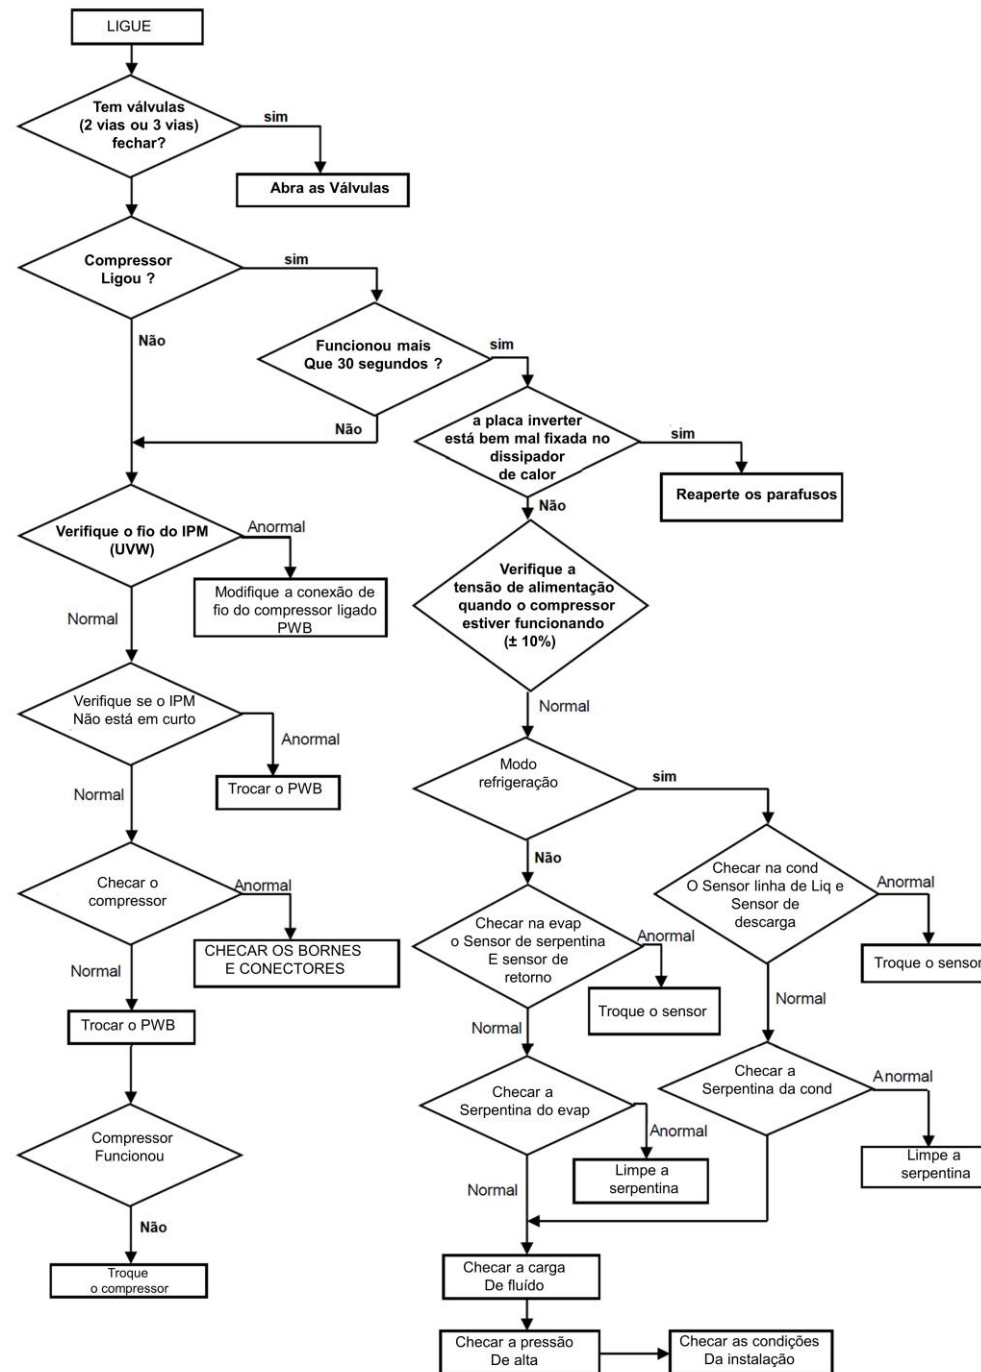 LIGUE
Tem válvulas
(2 vias ou 3 vias)
fechar?
sim
Abra as Válvulas
Compressor
Ligou ?
sim
Não
Funcionou mais
Que 30 segundos ?
sim
Não
a placa inverter
está bem mal fixada no
dissipador
de calor
sim
Reaperte os parafusos
Não
Verifique o fio do IPM
(UVW)
Anormal
Modifique a conexão de
fio do compressor ligado
PWB
Normal
Verifique a
tensão de alimentação
quando o compressor
estiver funcionando
(± 10%)
Normal
Verifique se o IPM
Não está em curto
Anormal
Trocar o PWB
Normal
Modo
refrigeração
sim
Não
Checar o
compressor
Anormal
CHECAR OS BORNES
E CONECTORES
Normal
Trocar o PWB
Checar na evap
o Sensor de serpentina
E sensor de
retorno
Anormal
Troque o sensor
Normal
Checar na cond
O Sensor linha de Liq e
Sensor de
descarga
Anormal
Troque o sensor
Normal
Checar a
Serpentina do evap
Anormal
Limpe a
serpentina
Normal
Checar a
Serpentina da cond
Anormal
Limpe a
serpentina
Compressor
Funcionou
Não
Troque
o compressor
Checar a carga
De fluído
Checar a pressão
De alta
Checar as condições
Da instalação